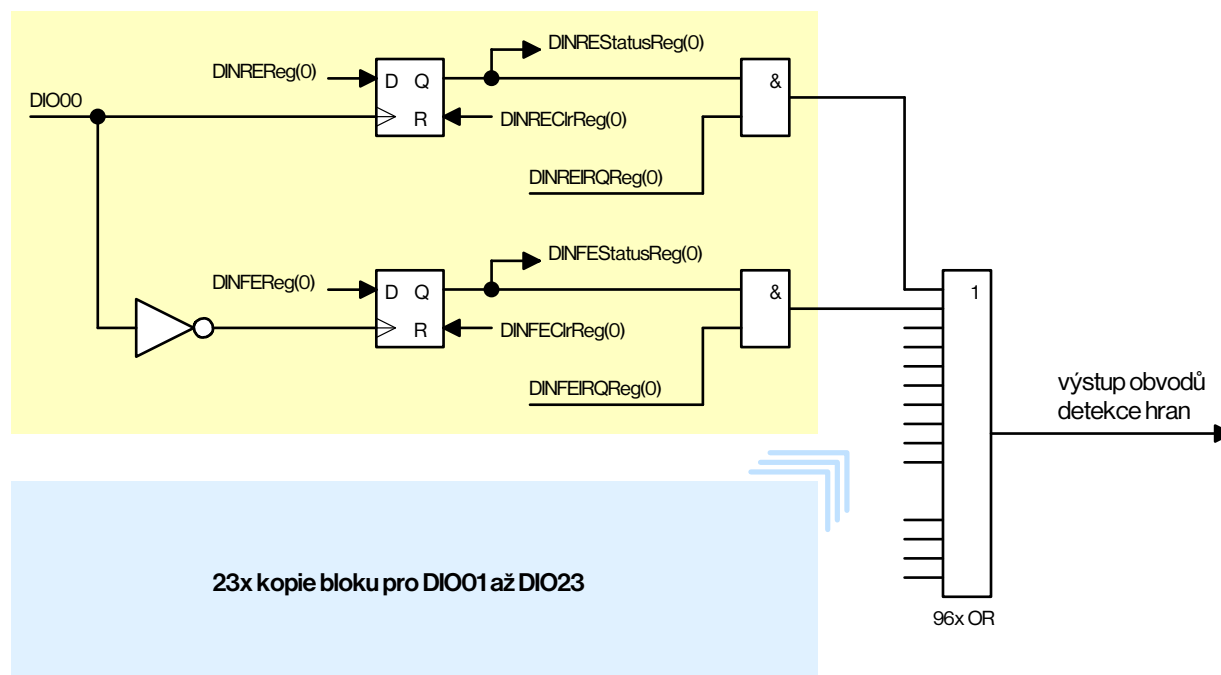 DINREStatusReg(0)
DINREReg(0)
D Q
&
DIO00
R
DINREClrReg(0)
DINREIRQReg(0)
DINFEStatusReg(0)
DINFEReg(0)
D Q
&
1
R
DINFEClrReg(0)
DINFEIRQReg(0)
výstup obvodů
detekce hran
23x kopie bloku pro DIO01 až DIO23
96x OR